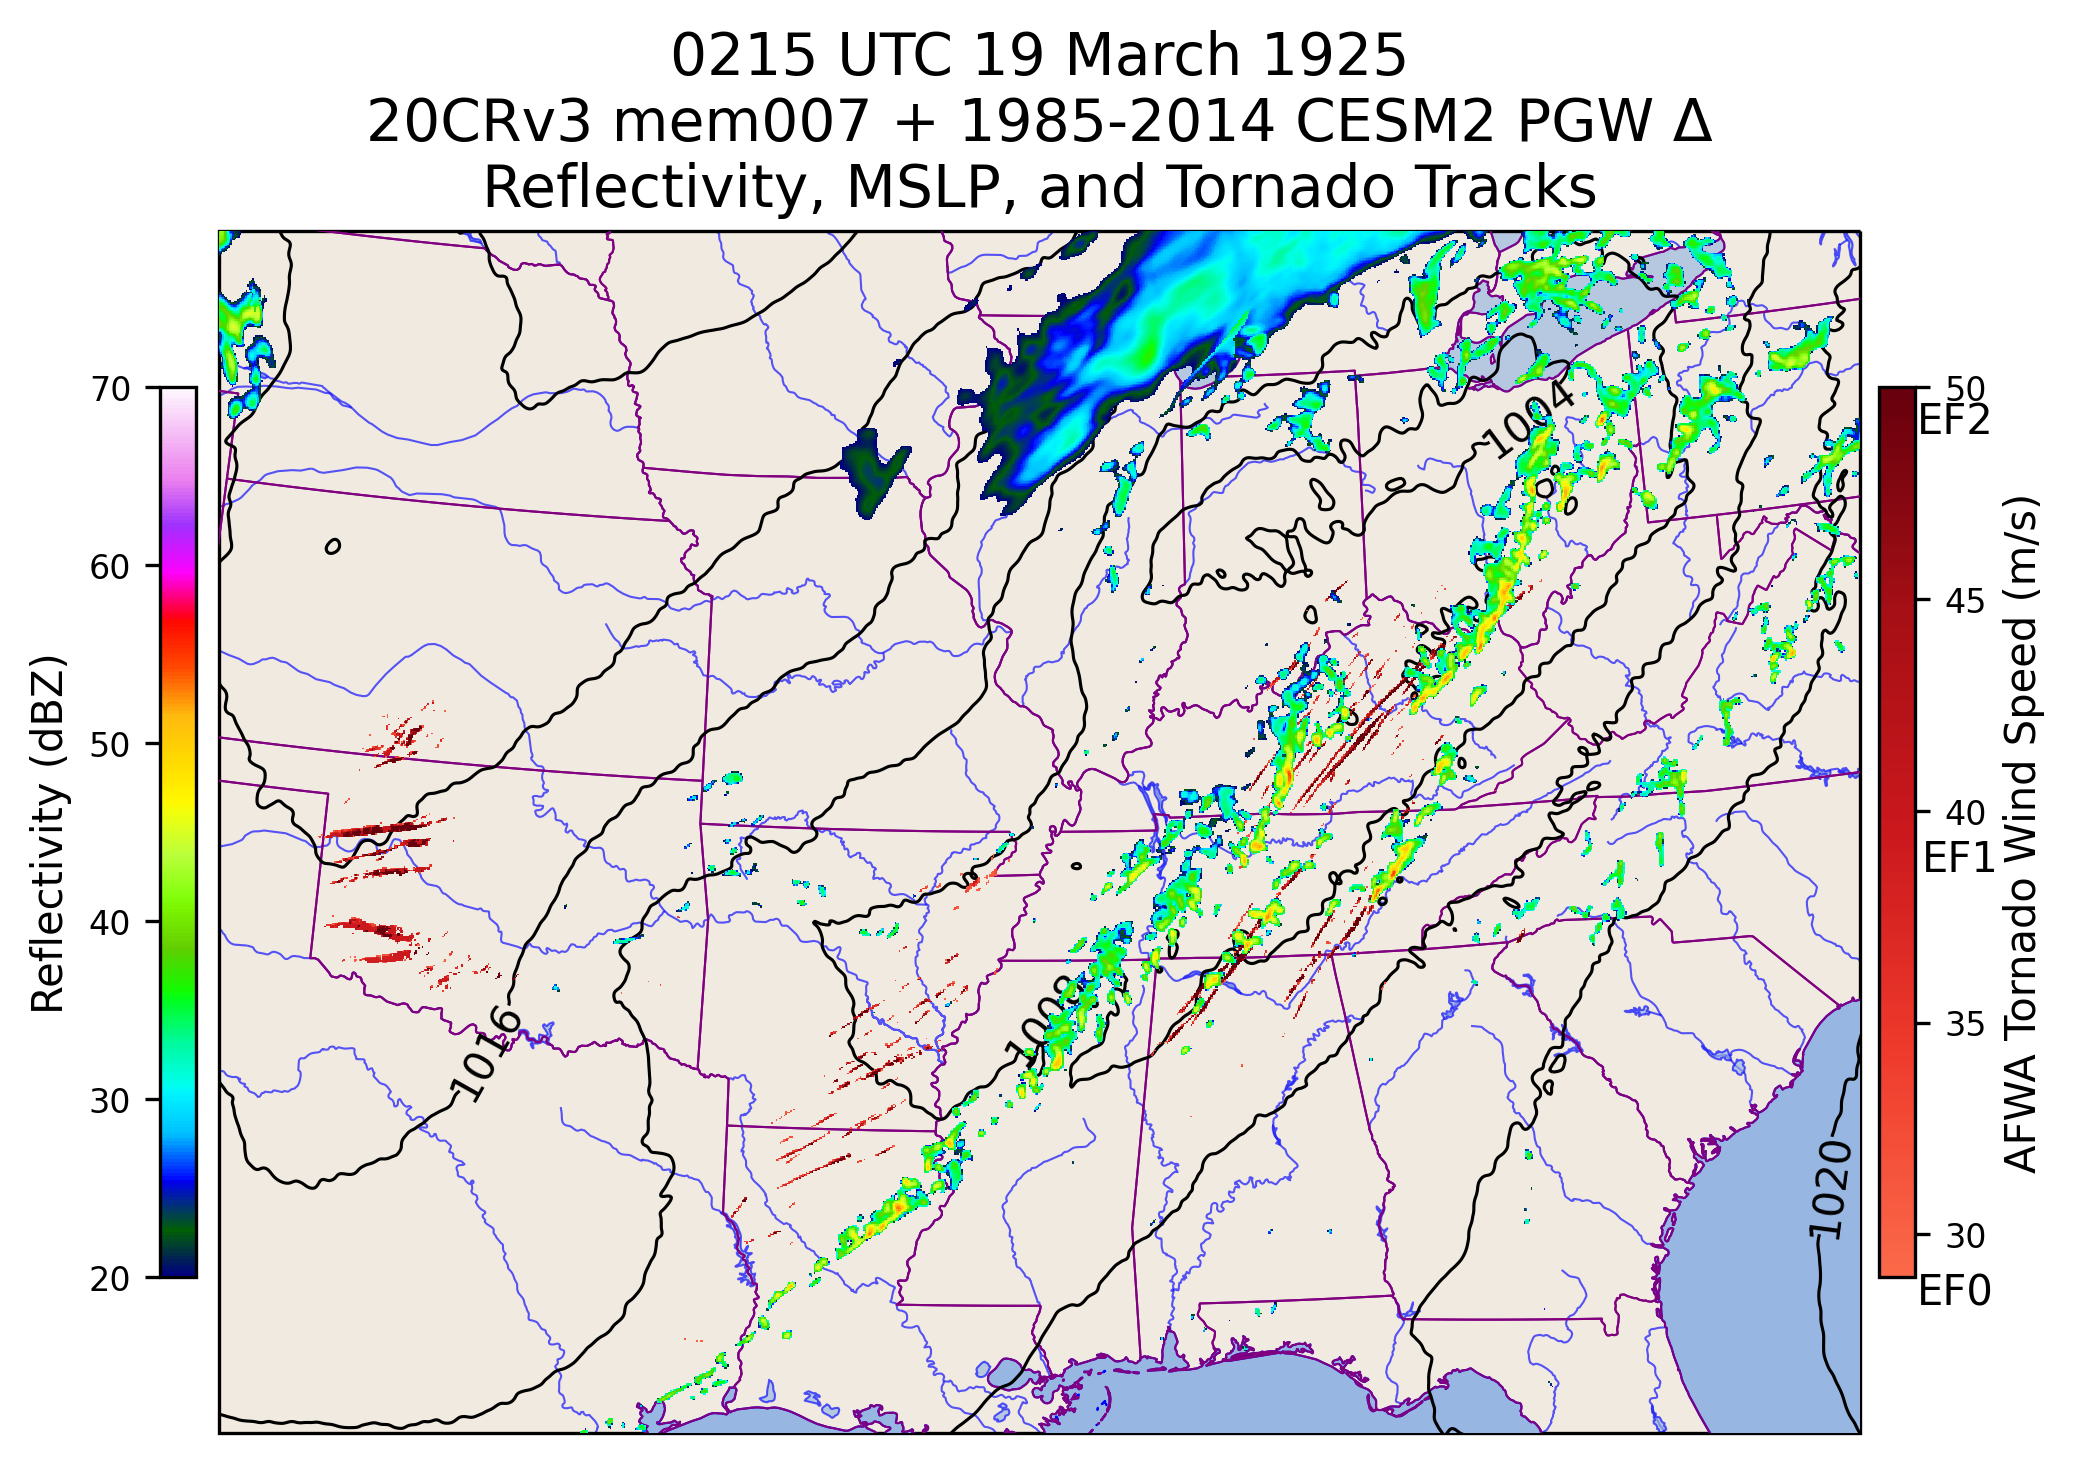 0215 UTC 19 March 1925
20CRv3 mem007 + 1985-2014 CESM2 PGW Δ
Reflectivity, MSLP, and Tornado Tracks
70
60
50
40
30
20
Reflectivity (dBZ)
1004
1008
1016
1020
50
EF2
45
40
EF1
35
30
EF0
AFWA Tornado Wind Speed (m/s)